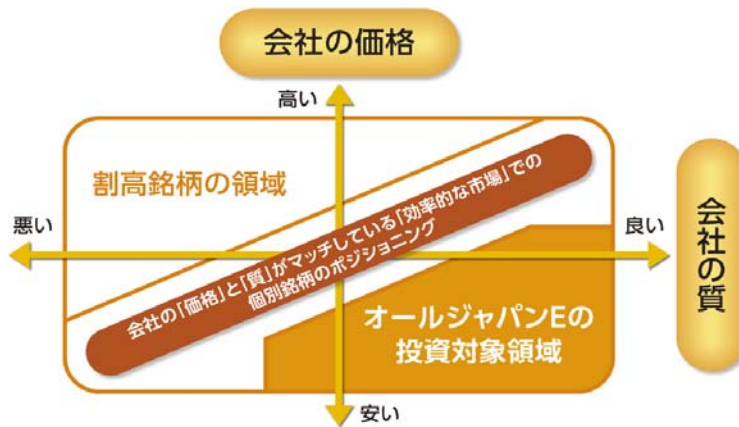 会社の価格
高い
割高銘柄の領域
悪い
良い
会社の質
会社の「価格」と「質」がマッチしている「効率的な市場」での
個別銘柄のポジショニング
オールジャパンEの
投資対象領域
安い